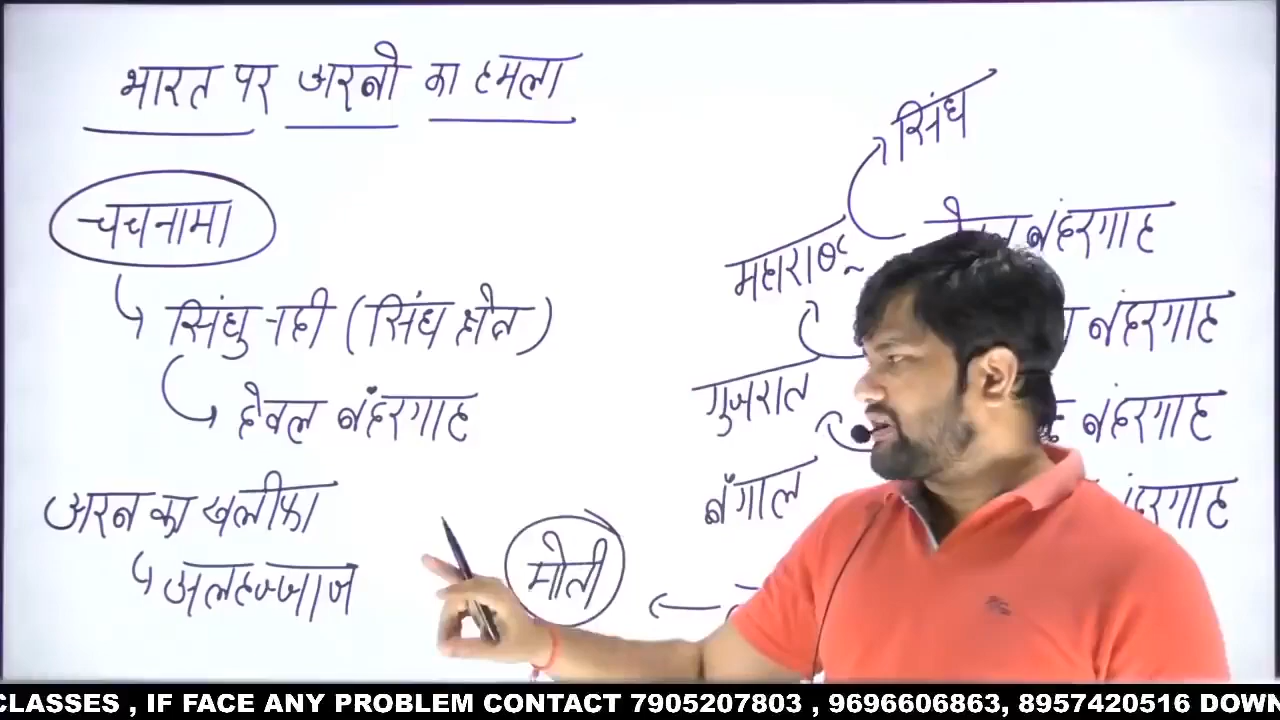 भारत पर अरबो का हमला
चचनामा
सिंधु नदी (सिंध क्षेत्र)
देवल बंदरगाह
अरब का खलीफा
अलहज्जाज
सिंध
बंदरगाह
महाराष्ट्र
बंदरगाह
गुजरात
बंदरगाह
बंगाल
बंदरगाह
मोती
CLASSES , IF FACE ANY PROBLEM CONTACT 7905207803 , 9696606863, 8957420516 DOWN